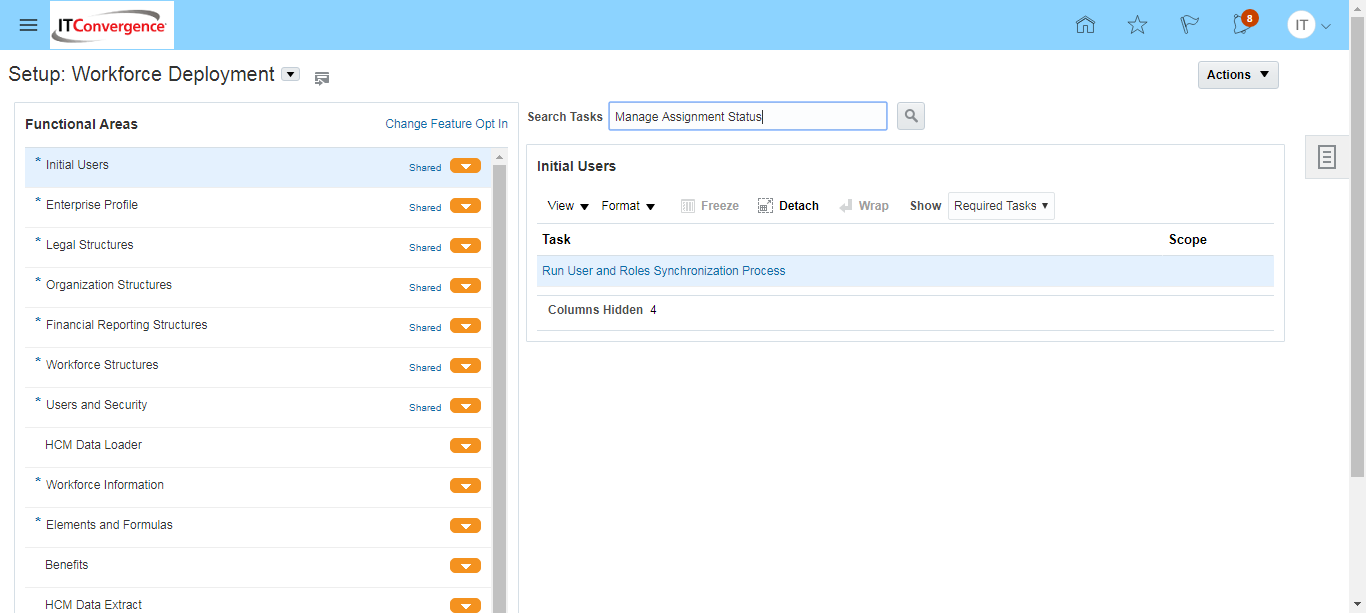 ITConvergence
8
IT
Setup: Workforce Deployment
Actions
Functional Areas
Change Feature Opt In
* Initial Users Shared
* Enterprise Profile Shared
* Legal Structures Shared
* Organization Structures Shared
* Financial Reporting Structures Shared
* Workforce Structures Shared
* Users and Security Shared
HCM Data Loader
* Workforce Information
* Elements and Formulas
Benefits
HCM Data Extract
Search Tasks Manage Assignment Status
Initial Users
View Format Freeze Detach Wrap Show Required Tasks
Task Scope
Run User and Roles Synchronization Process
Columns Hidden 4